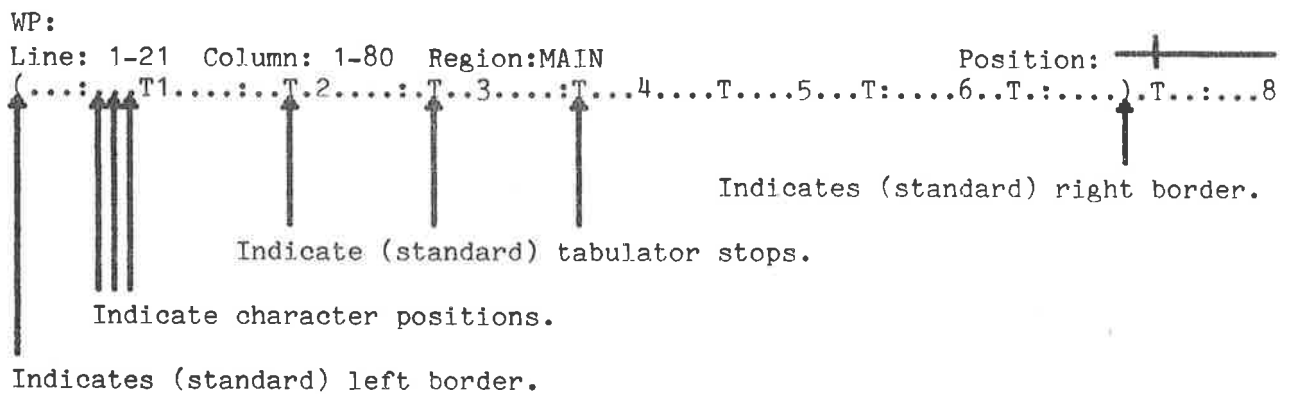 WP:
Line: 1-21 Column: 1-80 Region:MAIN Position:
(...:...T1....:..T.2....:.T..3....:T...4....T....5...T:....6..T.:....).T..:...8
Indicates (standard) right border.
Indicate (standard) tabulator stops.
Indicate character positions.
Indicates (standard) left border.